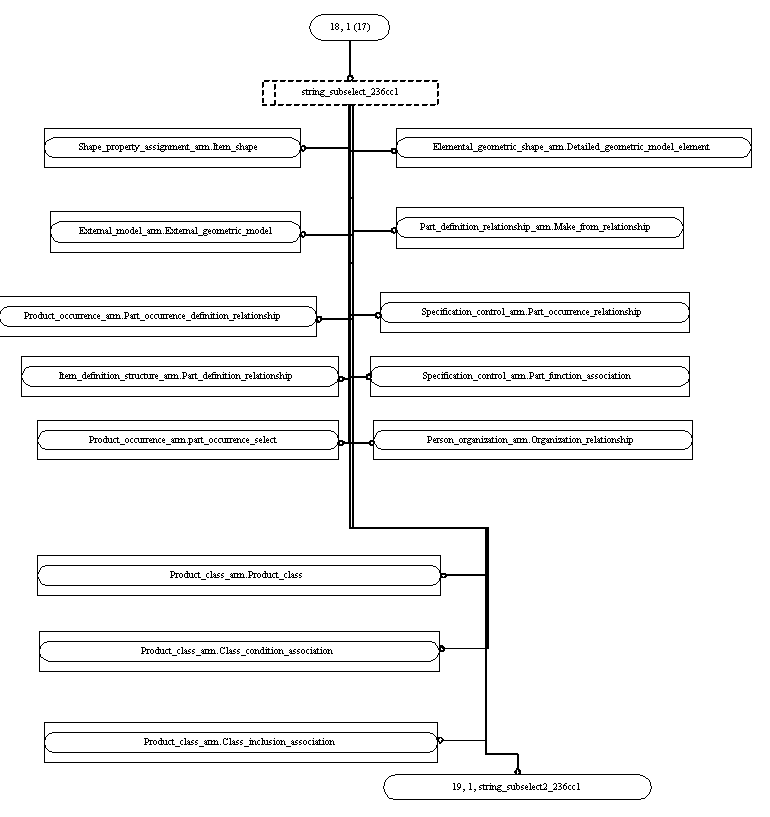 18, 1 (17)
string_subselect_236cc1
Shape_property_assignment_arm.Item_shape
Elemental_geometric_shape_arm.Detailed_geometric_model_element
External_model_arm.External_geometric_model
Part_definition_relationship_arm.Make_from_relationship
Product_occurrence_arm.Part_occurrence_definition_relationship
Specification_control_arm.Part_occurrence_relationship
Item_definition_structure_arm.Part_definition_relationship
Specification_control_arm.Part_function_association
Product_occurrence_arm.part_occurrence_select
Person_organization_arm.Organization_relationship
Product_class_arm.Product_class
Product_class_arm.Class_condition_association
Product_class_arm.Class_inclusion_association
19, 1, string_subselect2_236cc1